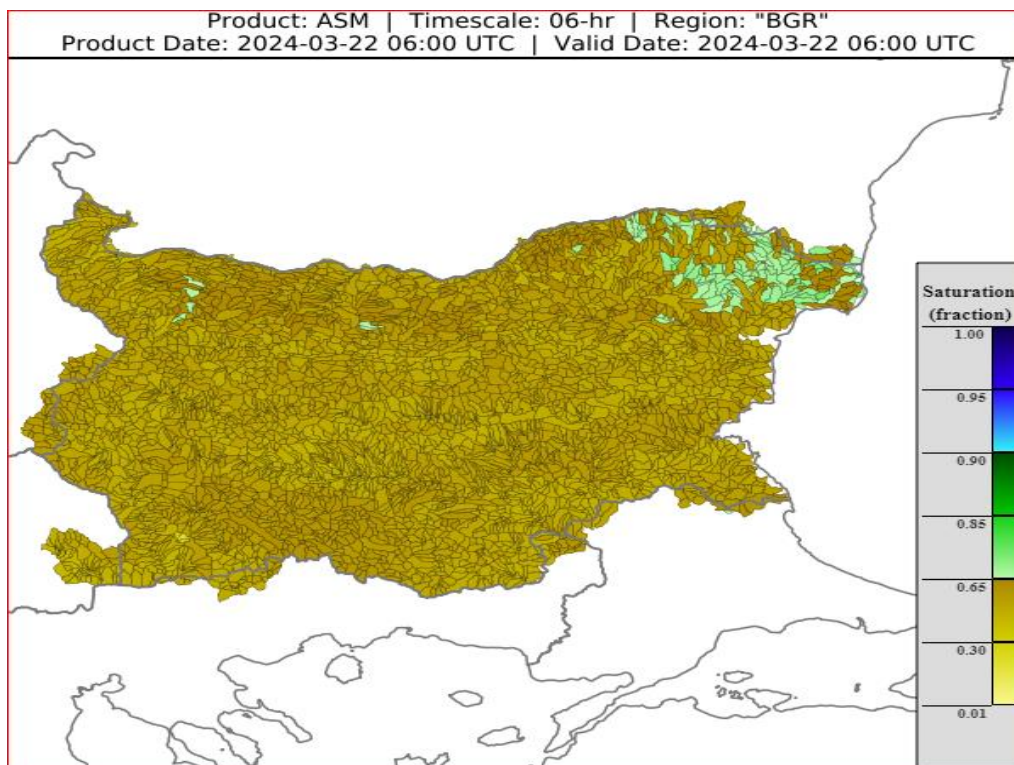 Product: ASM | Timescale: 06-hr | Region: "BGR"
Product Date: 2024-03-22 06:00 UTC | Valid Date: 2024-03-22 06:00 UTC
Saturation
(fraction)
1.00
0.95
0.90
0.85
0.65
0.30
0.01